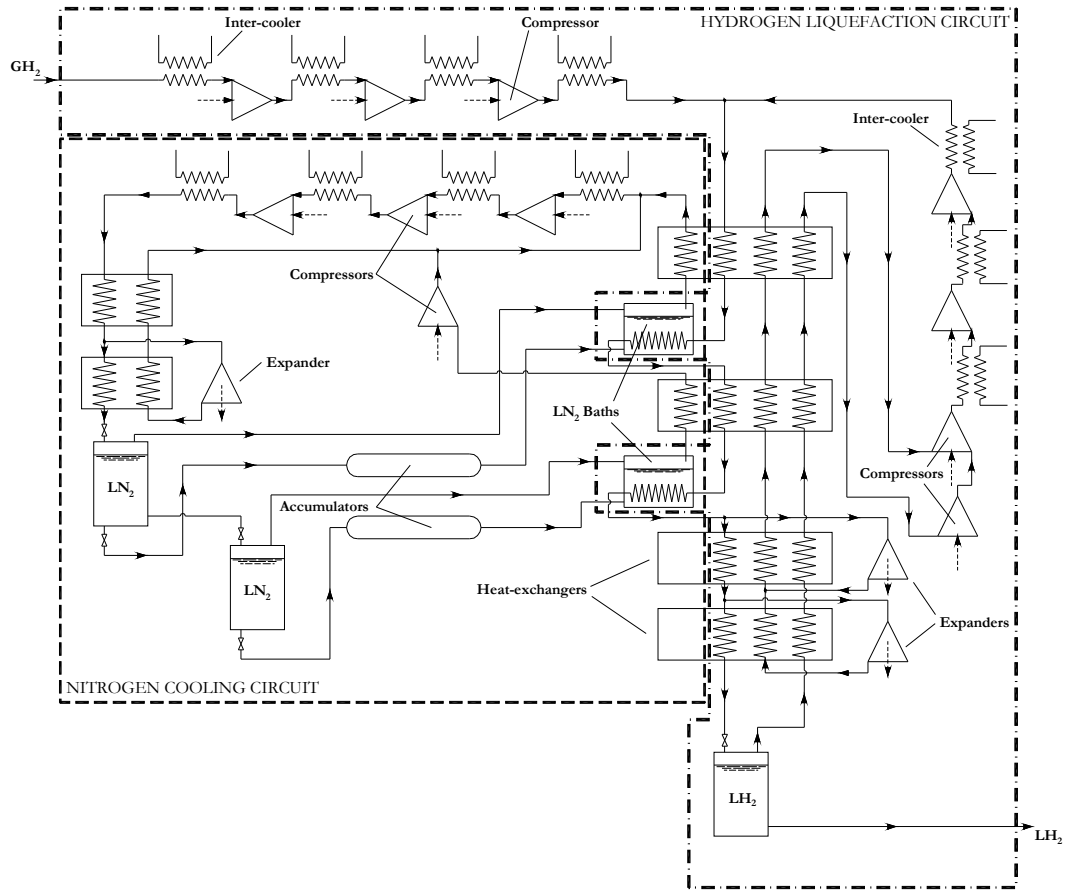 HYDROGEN LIQUEFACTION CIRCUIT
Inter-cooler
Compressor
GH2
Inter-cooler
Compressors
Expander
LN2 Baths
LN2
Accumulators
Compressors
LN2
Heat-exchangers
Expanders
NITROGEN COOLING CIRCUIT
LH2
LH2